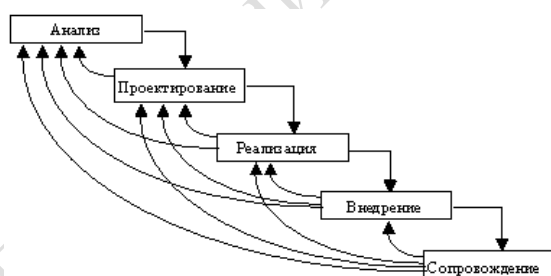 Анализ
Проектирование
Реализация
Внедрение
Сопровождение